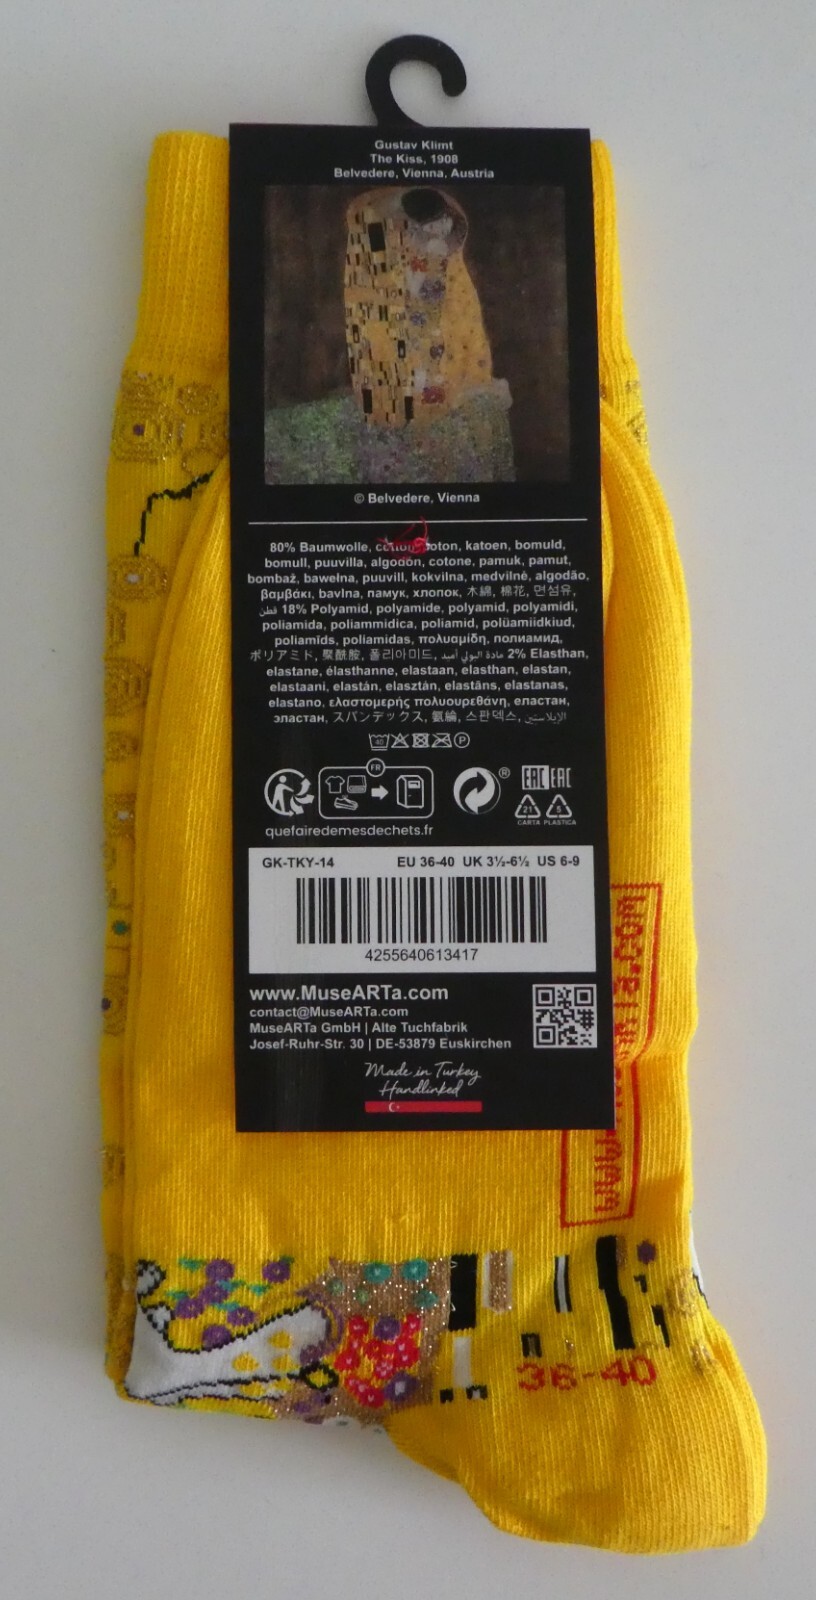 Gustav Klimt
The Kiss, 1908
Belvedere, Vienna, Austria
© Belvedere, Vienna
80% Baumwolle, coton, katoen, bomuld,
bomull, puuvilla, algodón, cotone, pamuk, pamut,
bombaž, bawełna, puuvill, kokvilna, medvilnė, algodão,
βαμβάκι, bavlna, памук, хлопок, 木綿, 棉花, 면섬유,
قطن 18% Polyamid, polyamide, polyamid, polyamidi,
poliamida, poliammidica, poliamid, polüamiidkiud,
poliamīds, poliamidas, πολυαμίδη, полиамид,
ポリアミド, 聚酰胺, 폴리아미드, مادة البولي أميد 2% Elasthan,
elastane, élasthanne, elastaan, elasthan, elastan,
elastaani, elastán, elasztán, elastāns, elastanas,
elastano, ελαστομερής πολυουρεθάνη, еластан,
эластан, スパンデックス, 氨綸, 스판덱스, الإيلاستين
40
P
FR
®
EAC EAC
21 5
CARTA PLASTICA
quefairedemesdechets.fr
GK-TKY-14 EU 36-40 UK 3½-6½ US 6-9
4255640613417
www.MuseARTa.com
contact@MuseARTa.com
MuseARTa GmbH | Alte Tuchfabrik
Josef-Ruhr-Str. 30 | DE-53879 Euskirchen
Made in Turkey
Handlinked
36-40